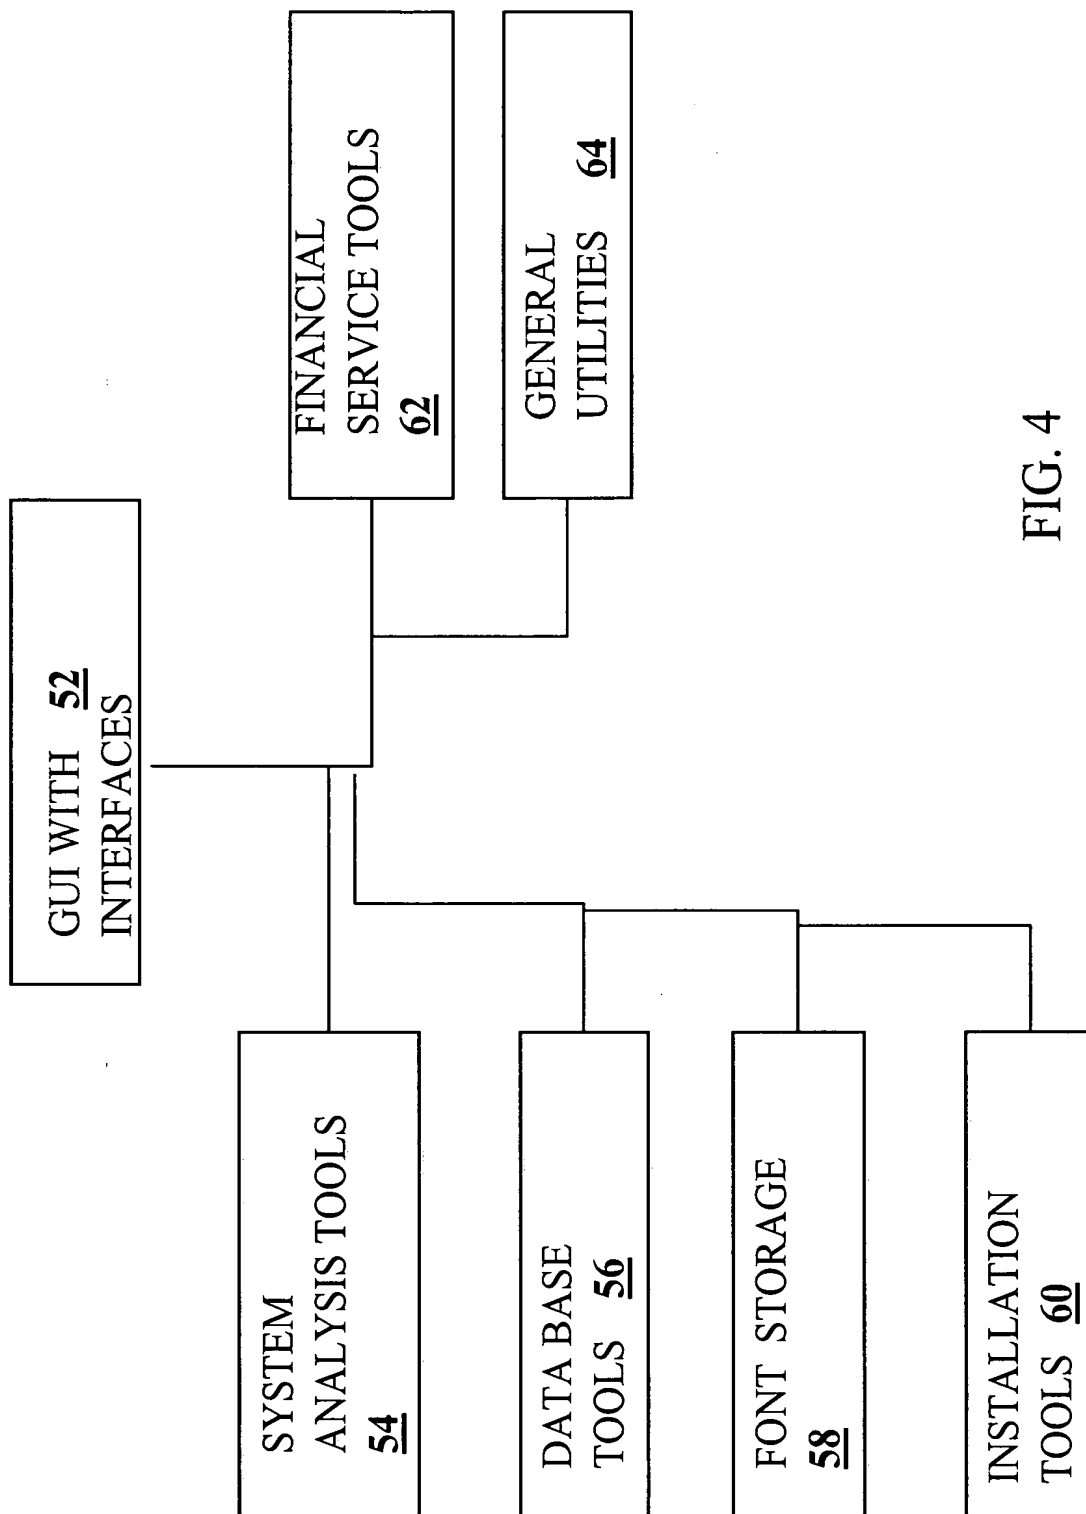 GUI WITH 52
INTERFACES
SYSTEM
ANALYSIS TOOLS
54
DATA BASE
TOOLS 56
FONT STORAGE
58
INSTALLATION
TOOLS 60
FINANCIAL
SERVICE TOOLS
62
GENERAL
UTILITIES 64
FIG. 4